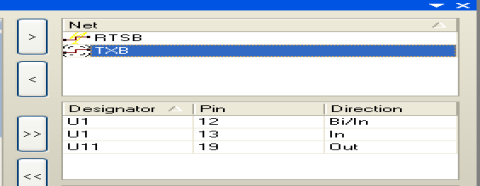 >
Net
RTSB
TXB
<
Designator Pin Direction
U1 12 Bi/In
U1 13 In
>>
U11 19 Out
<<